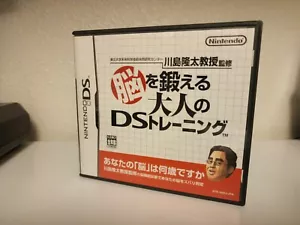 Nintendo
川島隆太教授 監修
脳を鍛える
大人の
DSトレーニング™
NINTENDO DS
あなたの「脳」は何歳ですか